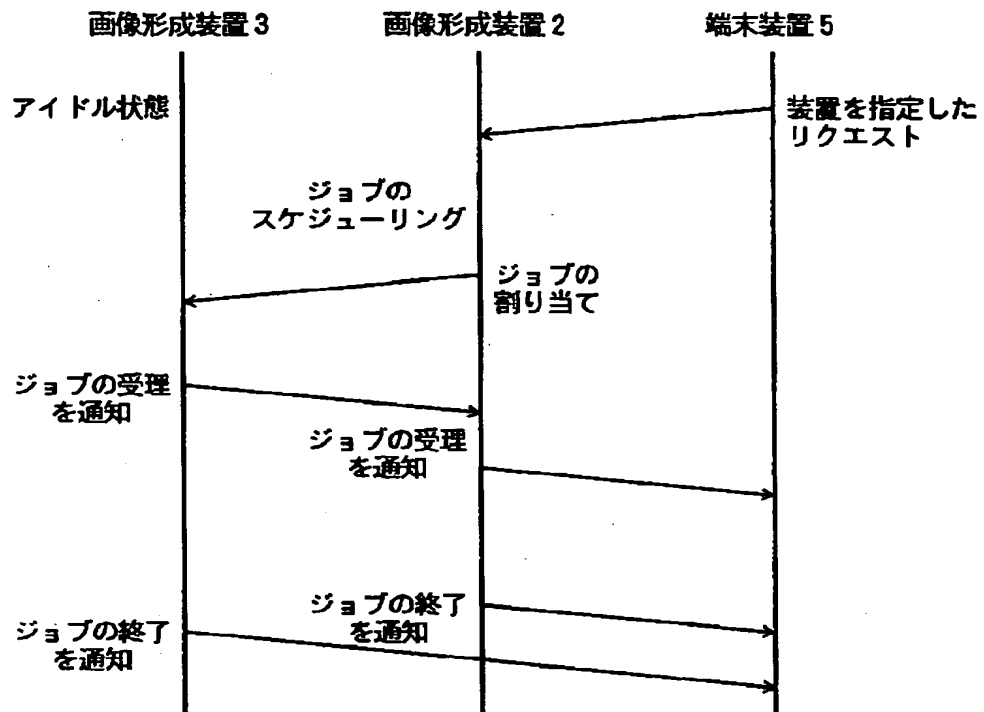 画像形成装置3
画像形成装置2
端末装置5
アイドル状態
装置を指定した
リクエスト
ジョブの
スケジューリング
ジョブの
割り当て
ジョブの受理
を通知
ジョブの受理
を通知
ジョブの終了
を通知
ジョブの終了
を通知